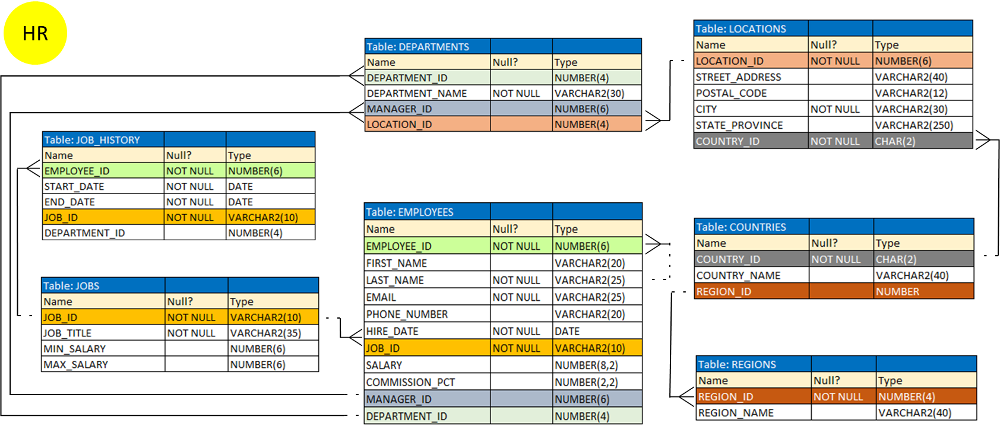 HR
Table: DEPARTMENTS
Name Null? Type
DEPARTMENT_ID NUMBER(4)
DEPARTMENT_NAME NOT NULL VARCHAR2(30)
MANAGER_ID NUMBER(6)
LOCATION_ID NUMBER(4)
Table: LOCATIONS
Name Null? Type
LOCATION_ID NOT NULL NUMBER(6)
STREET_ADDRESS VARCHAR2(40)
POSTAL_CODE VARCHAR2(12)
CITY NOT NULL VARCHAR2(30)
STATE_PROVINCE VARCHAR2(250)
COUNTRY_ID NOT NULL CHAR(2)
Table: JOB_HISTORY
Name Null? Type
EMPLOYEE_ID NOT NULL NUMBER(6)
START_DATE NOT NULL DATE
END_DATE NOT NULL DATE
JOB_ID NOT NULL VARCHAR2(10)
DEPARTMENT_ID NUMBER(4)
Table: EMPLOYEES
Name Null? Type
EMPLOYEE_ID NOT NULL NUMBER(6)
FIRST_NAME VARCHAR2(20)
LAST_NAME NOT NULL VARCHAR2(25)
EMAIL NOT NULL VARCHAR2(25)
PHONE_NUMBER VARCHAR2(20)
HIRE_DATE NOT NULL DATE
JOB_ID NOT NULL VARCHAR2(10)
SALARY NUMBER(8,2)
COMMISSION_PCT NUMBER(2,2)
MANAGER_ID NUMBER(6)
DEPARTMENT_ID NUMBER(4)
Table: COUNTRIES
Name Null? Type
COUNTRY_ID NOT NULL CHAR(2)
COUNTRY_NAME VARCHAR2(40)
REGION_ID NUMBER
Table: JOBS
Name Null? Type
JOB_ID NOT NULL VARCHAR2(10)
JOB_TITLE NOT NULL VARCHAR2(35)
MIN_SALARY NUMBER(6)
MAX_SALARY NUMBER(6)
Table: REGIONS
Name Null? Type
REGION_ID NOT NULL NUMBER(4)
REGION_NAME VARCHAR2(40)